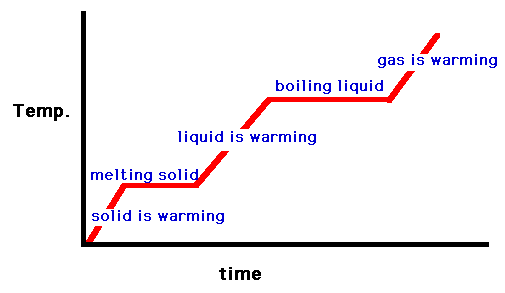 gas is warming
boiling liquid
Temp.
liquid is warming
melting solid
solid is warming
time